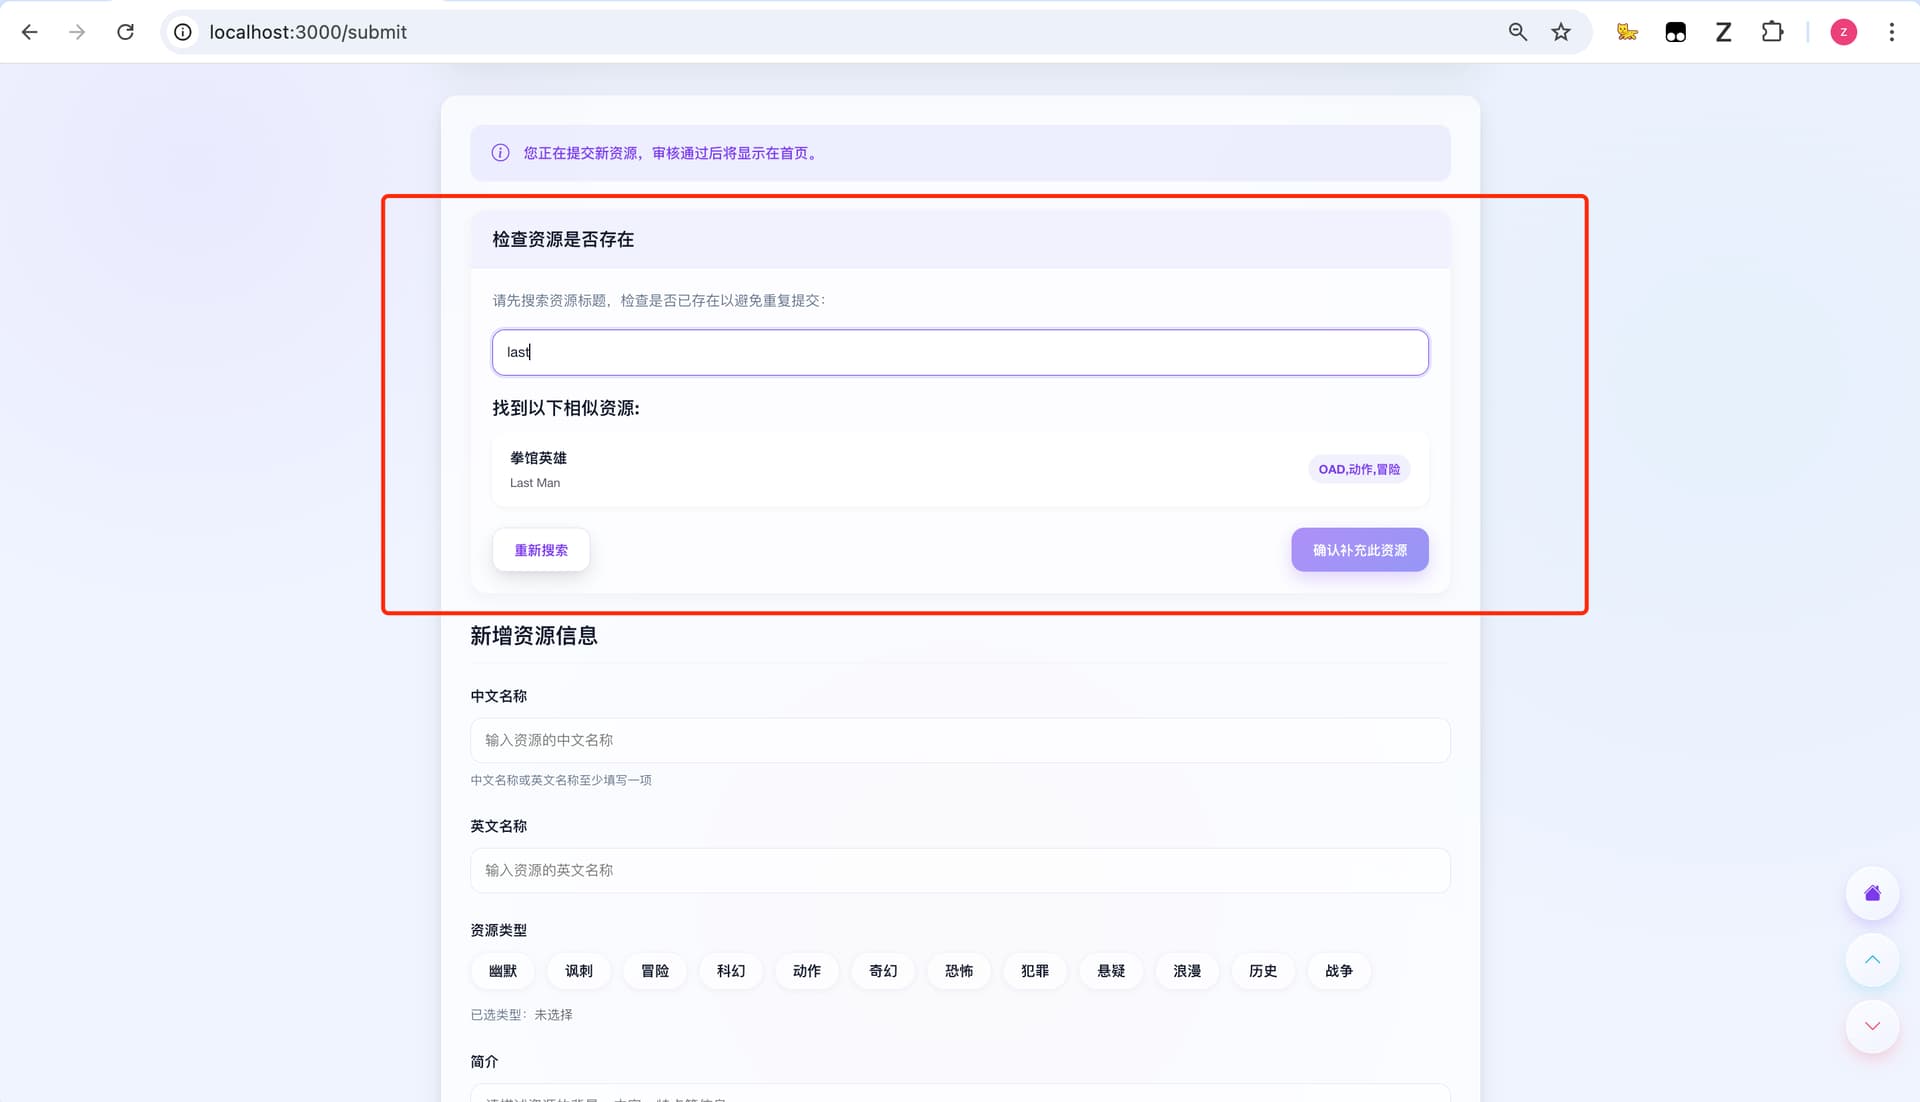 localhost:3000/submit
Z
z
您正在提交新资源，审核通过后将显示在首页。
检查资源是否存在
请先搜索资源标题，检查是否已存在以避免重复提交：
last
找到以下相似资源:
拳馆英雄
Last Man
OAD,动作,冒险
重新搜索
确认补充此资源
新增资源信息
中文名称
输入资源的中文名称
中文名称或英文名称至少填写一项
英文名称
输入资源的英文名称
资源类型
幽默 讽刺 冒险 科幻 动作 奇幻 恐怖 犯罪 悬疑 浪漫 历史 战争
已选类型：未选择
简介